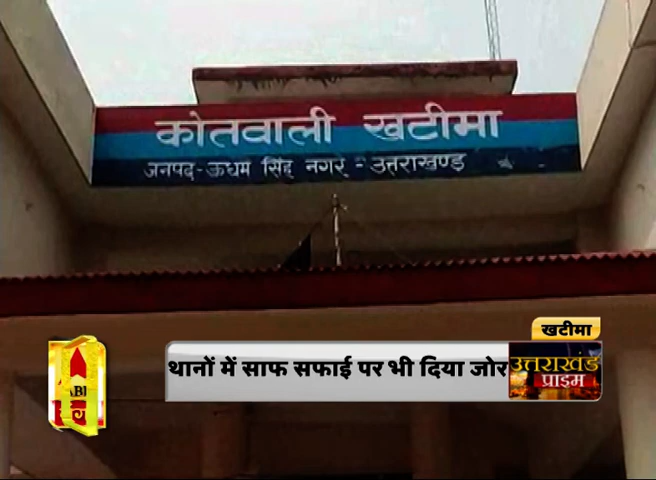 कोतवाली खटीमा
जनपद-ऊधम सिंह नगर - उत्तराखण्ड
खटीमा
थानों में साफ सफाई पर भी दिया जोर
उत्तराखंड
प्राइम